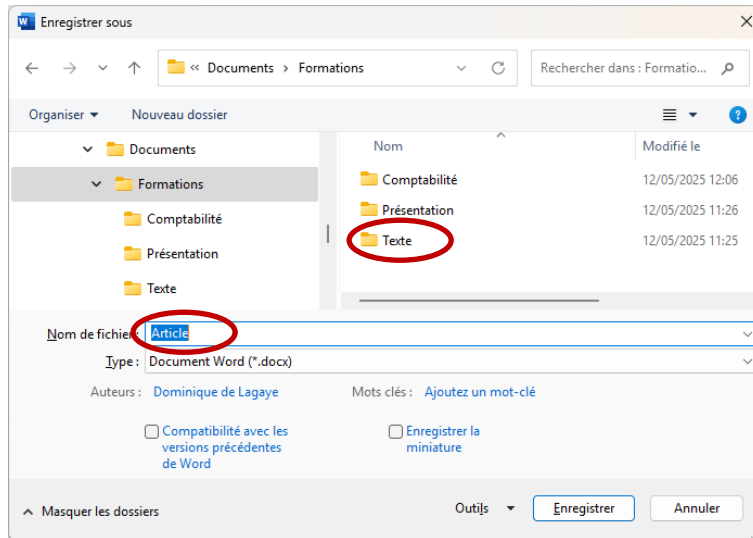 Enregistrer sous
« Documents › Formations
Rechercher dans : Formatio...
Organiser
Nouveau dossier
Documents
Formations
Comptabilité
Présentation
Texte
Nom
Modifié le
Comptabilité
12/05/2025 12:06
Présentation
12/05/2025 11:26
Texte
12/05/2025 11:25
Nom de fichier : Article
Type : Document Word (*.docx)
Auteurs : Dominique de Lagaye
Mots clés : Ajoutez un mot-clé
Compatibilité avec les
versions précédentes
de Word
Enregistrer la
miniature
Masquer les dossiers
Outils
Enregistrer
Annuler